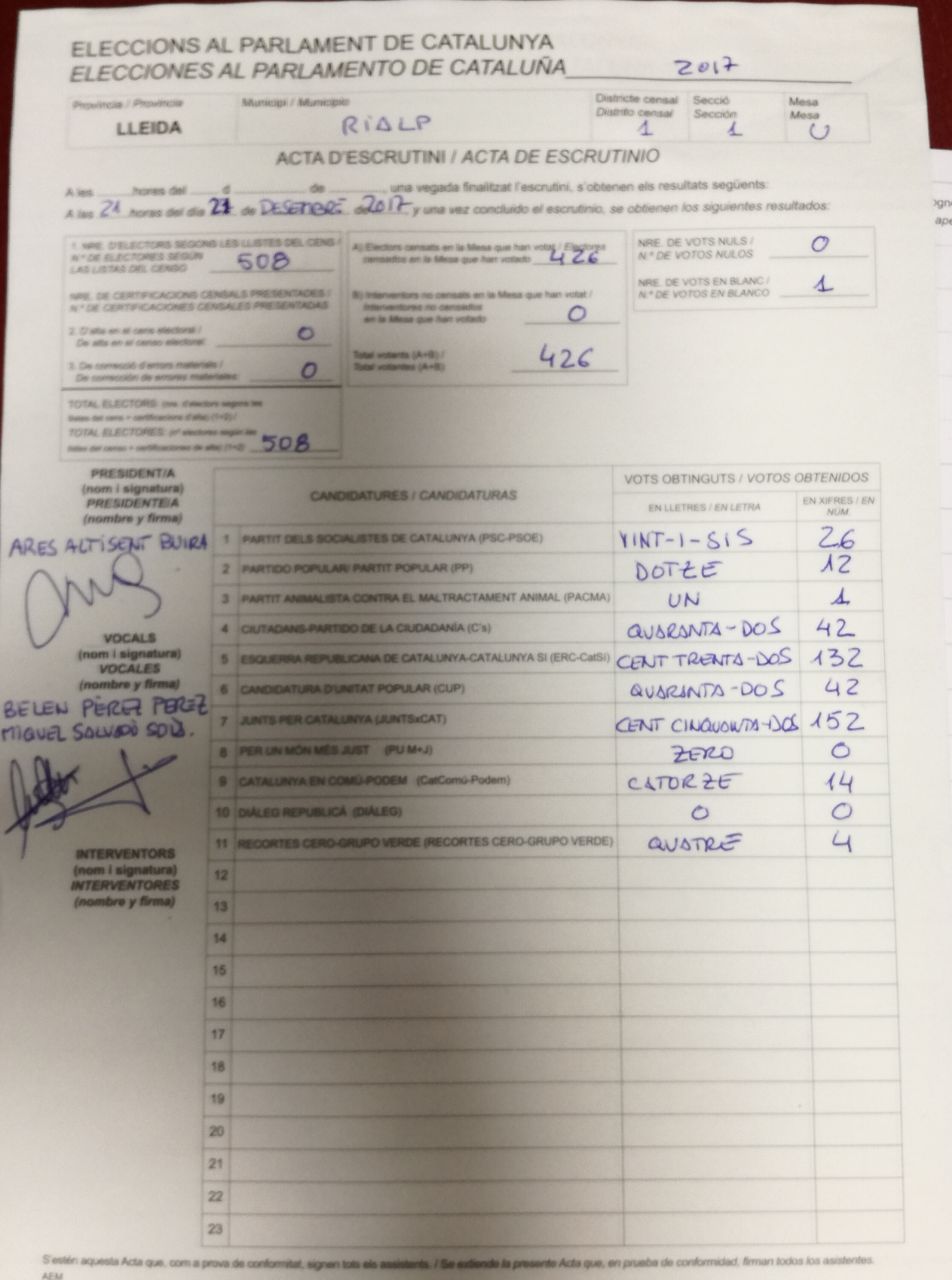 ELECCIONS AL PARLAMENT DE CATALUNYA
ELECCIONES AL PARLAMENTO DE CATALUÑA 2017
Província / Provincia
LLEIDA
Municipi / Municipio
RIALP
Districte censal
Distrito censal
1
Secció
Sección
1
Mesa
Mesa
U
ACTA D'ESCRUTINI / ACTA DE ESCRUTINIO
A les ____ hores del ____ d ____ de ____, una vegada finalitzat l'escrutini, s'obtenen els resultats següents:
A las 21 horas del día 21 de DESEMBRE de 2017 y una vez concluido el escrutinio, se obtienen los siguientes resultados:
1. NRE. D'ELECTORS SEGONS LES LLISTES DEL CENS /
N.º DE ELECTORES SEGÚN
LAS LISTAS DEL CENSO 508
NRE. DE CERTIFICACIONS CENSALS PRESENTADES /
N.º DE CERTIFICACIONES CENSALES PRESENTADAS
2. D'alta en el cens electoral /
De alta en el censo electoral: 0
3. De correcció d'errors materials /
De corrección de errores materiales: 0
TOTAL ELECTORS: (nre. d'electors segons les
llistes del cens + certificacions d'alta) (1+2) /
TOTAL ELECTORES: (nº electores según las
listas del censo + certificaciones de alta) (1+2) 508
A) Electors censats en la Mesa que han votat / Electores
censados en la Mesa que han votado 426
B) Interventors no censats en la Mesa que han votat /
Interventores no censados
en la Mesa que han votado 0
Total votants (A+B) /
Total votantes (A+B) 426
NRE. DE VOTS NULS /
N.º DE VOTOS NULOS 0
NRE. DE VOTS EN BLANC /
N.º DE VOTOS EN BLANCO 1
PRESIDENT/A
(nom i signatura)
PRESIDENTE/A
(nombre y firma)
ARES ALTISENT BUIRA
VOCALS
(nom i signatura)
VOCALES
(nombre y firma)
BELEN PÉREZ PEREZ
MIGUEL SALVADÓ SOLÀ.
INTERVENTORS
(nom i signatura)
INTERVENTORES
(nombre y firma)
CANDIDATURES / CANDIDATURAS
VOTS OBTINGUTS / VOTOS OBTENIDOS
EN LLETRES / EN LETRA
EN XIFRES / EN
NÚM.
1 PARTIT DELS SOCIALISTES DE CATALUNYA (PSC-PSOE) VINT-I-SIS 26
2 PARTIDO POPULAR/ PARTIT POPULAR (PP) DOTZE 12
3 PARTIT ANIMALISTA CONTRA EL MALTRACTAMENT ANIMAL (PACMA) UN 1
4 CIUTADANS-PARTIDO DE LA CIUDADANÍA (C's) QUARANTA-DOS 42
5 ESQUERRA REPUBLICANA DE CATALUNYA-CATALUNYA SÍ (ERC-CatSí) CENT TRENTA-DOS 132
6 CANDIDATURA D'UNITAT POPULAR (CUP) QUARANTA-DOS 42
7 JUNTS PER CATALUNYA (JUNTSxCAT) CENT CINQUANTA-DOS 152
8 PER UN MÓN MÉS JUST (PU M+J) ZERO 0
9 CATALUNYA EN COMÚ-PODEM (CatComú-Podem) CATORZE 14
10 DIÀLEG REPUBLICÀ (DIÀLEG) 0 0
11 RECORTES CERO-GRUPO VERDE (RECORTES CERO-GRUPO VERDE) QUATRE 4
12
13
14
15
16
17
18
19
20
21
22
23
S'estén aquesta Acta que, com a prova de conformitat, signen tots els assistents. / Se extiende la presente Acta que, en prueba de conformidad, firman todos los asistentes.
AEM